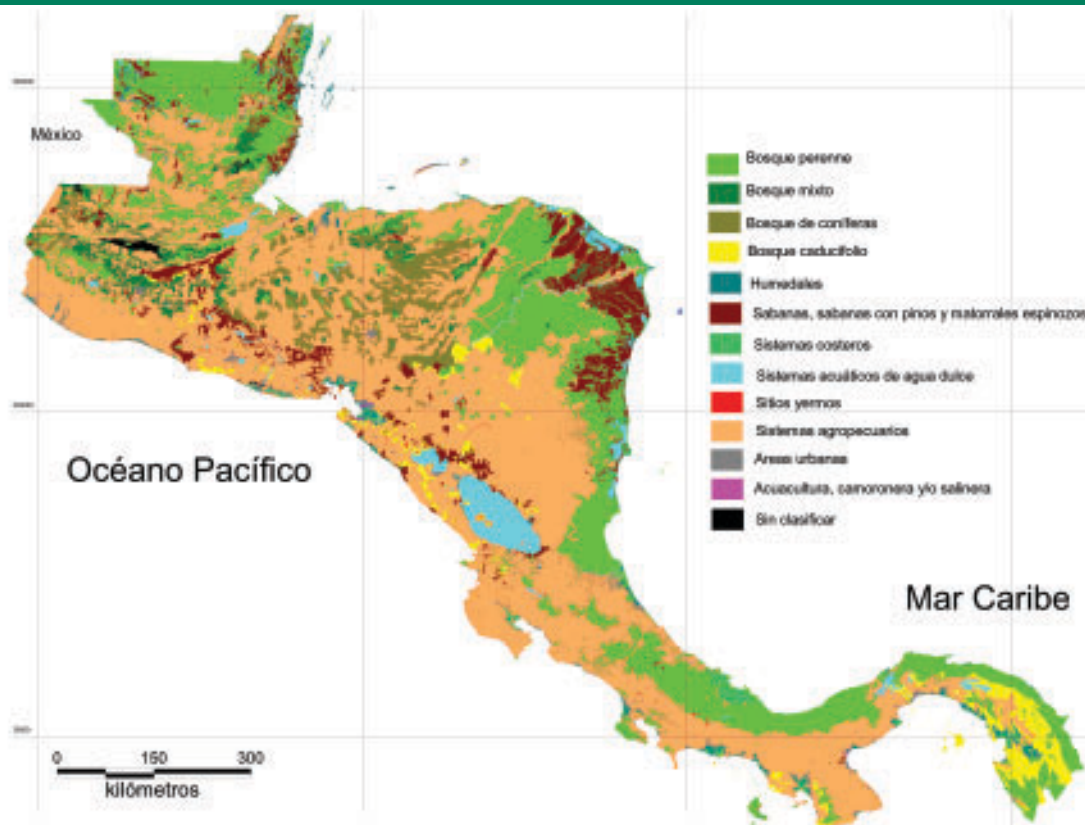 México
Bosque perenne
Bosque mixto
Bosque de coníferas
Bosque caducifolio
Humedales
Sabanas, sabanas con pinos y matorrales espinozos
Sistemas costeros
Sistemas acuáticos de agua dulce
Sitios yermos
Sistemas agropecuarios
Areas urbanas
Acuacultura, camoronera y/o salinera
Sin clasificar
Océano Pacífico
Mar Caribe
0 150 300
kilómetros